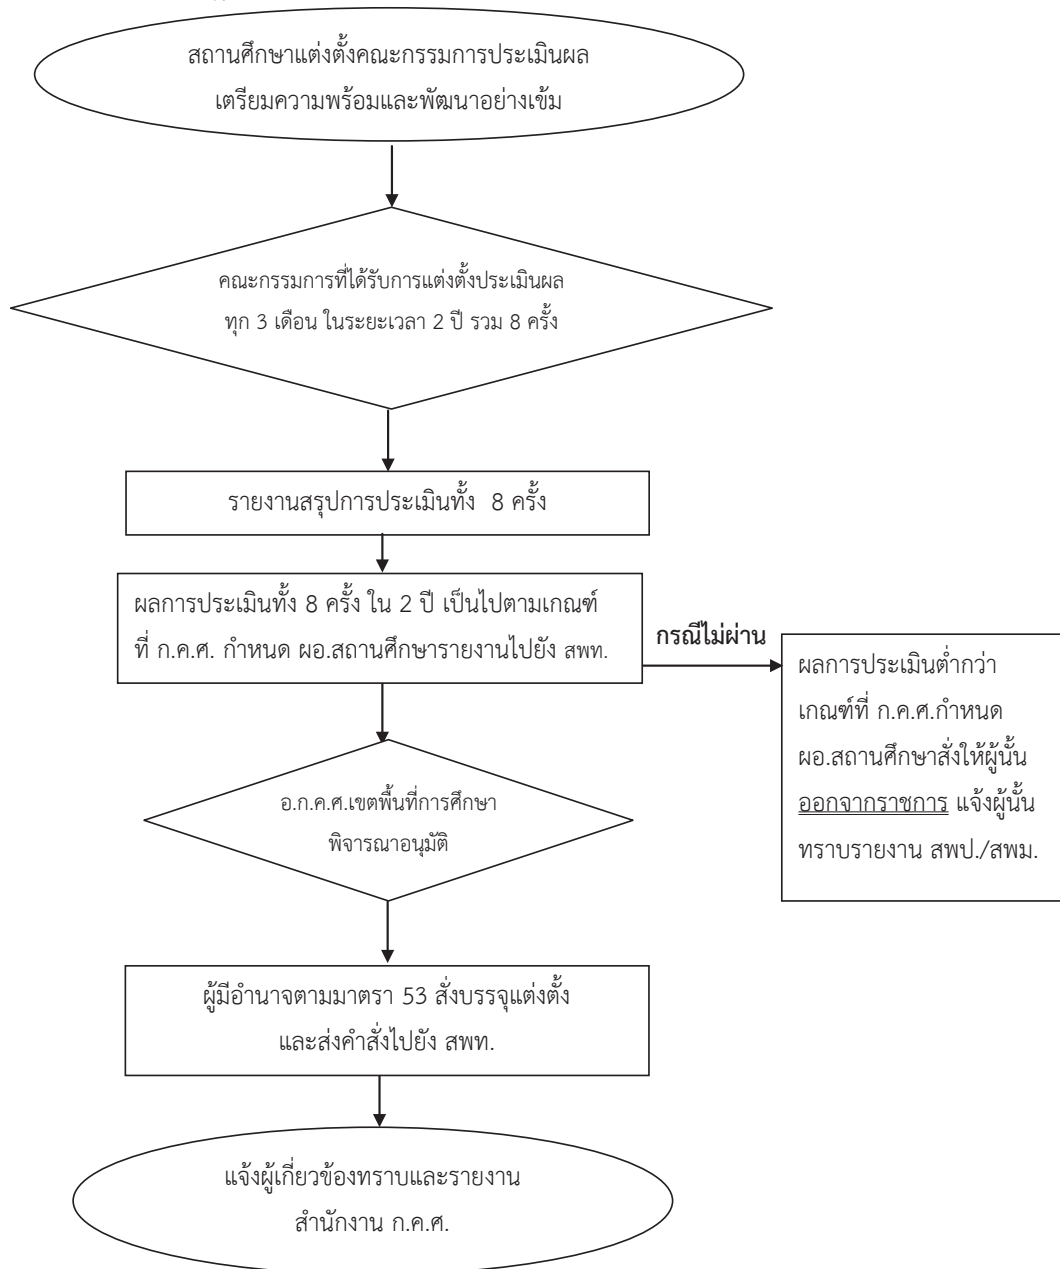 สถานศึกษาแต่งตั้งคณะกรรมการประเมินผล
เตรียมความพร้อมและพัฒนาอย่างเข้ม
คณะกรรมการที่ได้รับการแต่งตั้งประเมินผล
ทุก 3 เดือน ในระยะเวลา 2 ปี รวม 8 ครั้ง
รายงานสรุปการประเมินทั้ง 8 ครั้ง
ผลการประเมินทั้ง 8 ครั้ง ใน 2 ปี เป็นไปตามเกณฑ์
ที่ ก.ค.ศ. กำหนด ผอ.สถานศึกษารายงานไปยัง สพท.
กรณีไม่ผ่าน
ผลการประเมินต่ำกว่า
เกณฑ์ที่ ก.ค.ศ.กำหนด
ผอ.สถานศึกษาสั่งให้ผู้นั้น
ออกจากราชการ แจ้งผู้นั้น
ทราบรายงาน สพป./สพม.
อ.ก.ค.ศ.เขตพื้นที่การศึกษา
พิจารณาอนุมัติ
ผู้มีอำนาจตามมาตรา 53 สั่งบรรจุแต่งตั้ง
และส่งคำสั่งไปยัง สพท.
แจ้งผู้เกี่ยวข้องทราบและรายงาน
สำนักงาน ก.ค.ศ.